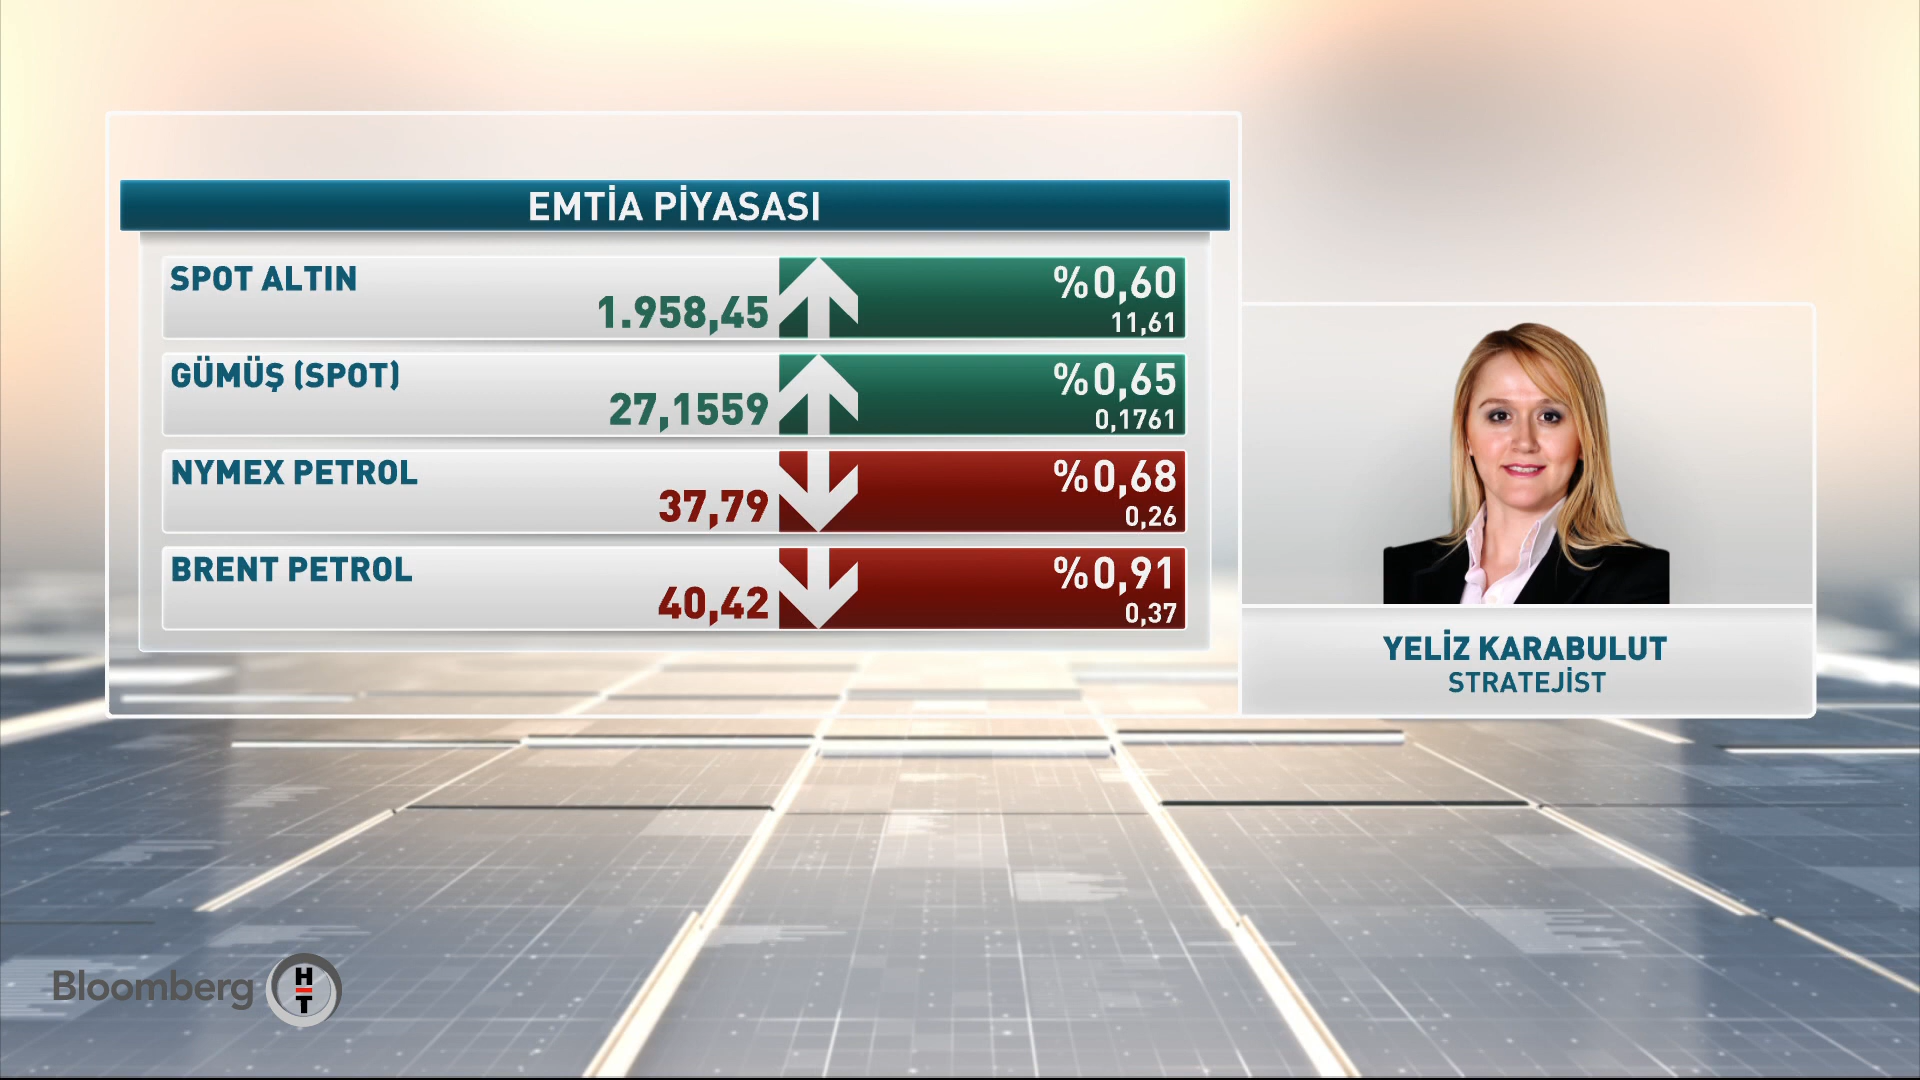 EMTİA PİYASASI
SPOT ALTIN
1.958,45
%0,60
11,61
GÜMÜŞ (SPOT)
27,1559
%0,65
0,1761
NYMEX PETROL
37,79
%0,68
0,26
BRENT PETROL
40,42
%0,91
0,37
YELİZ KARABULUT
STRATEJİST
Bloomberg HT